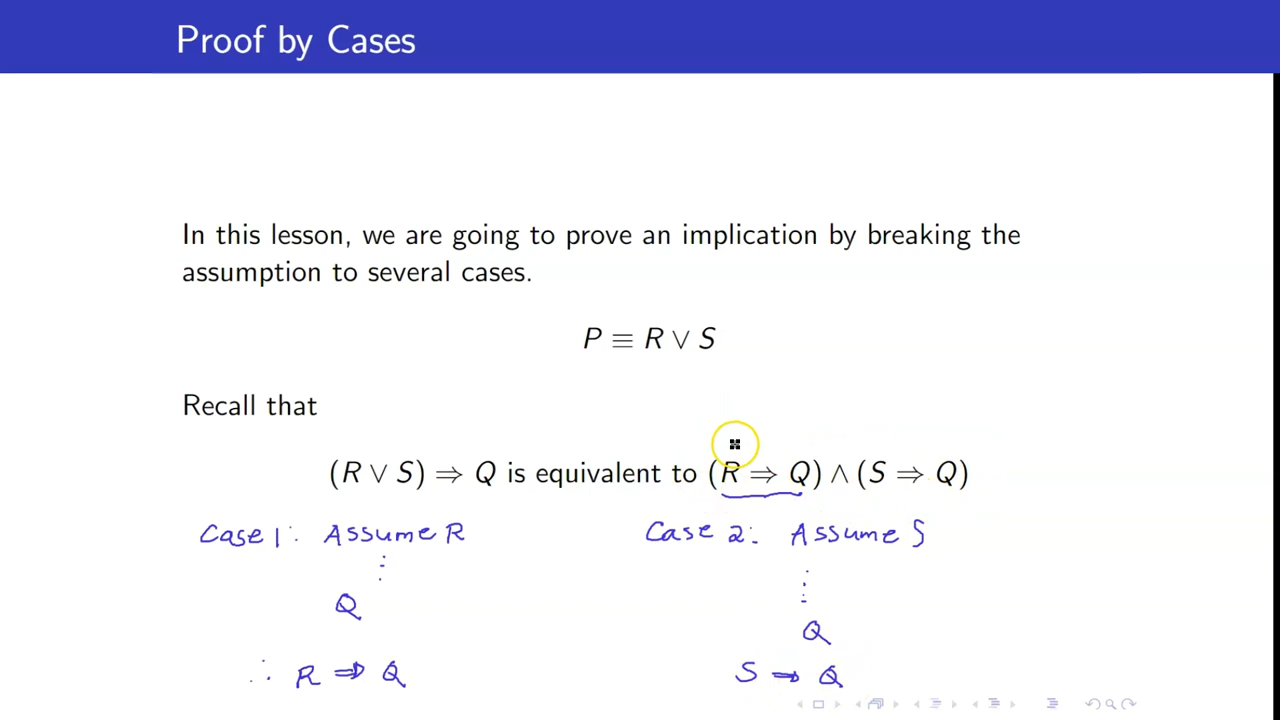 Proof by Cases
In this lesson, we are going to prove an implication by breaking the
assumption to several cases.
P ≡ R ∨ S
Recall that
(R ∨ S) ⇒ Q is equivalent to (R ⇒ Q) ∧ (S ⇒ Q)
Case 1: Assume R
⋮
Q
∴ R ⇒ Q
Case 2: Assume S
⋮
Q
S ⇒ Q